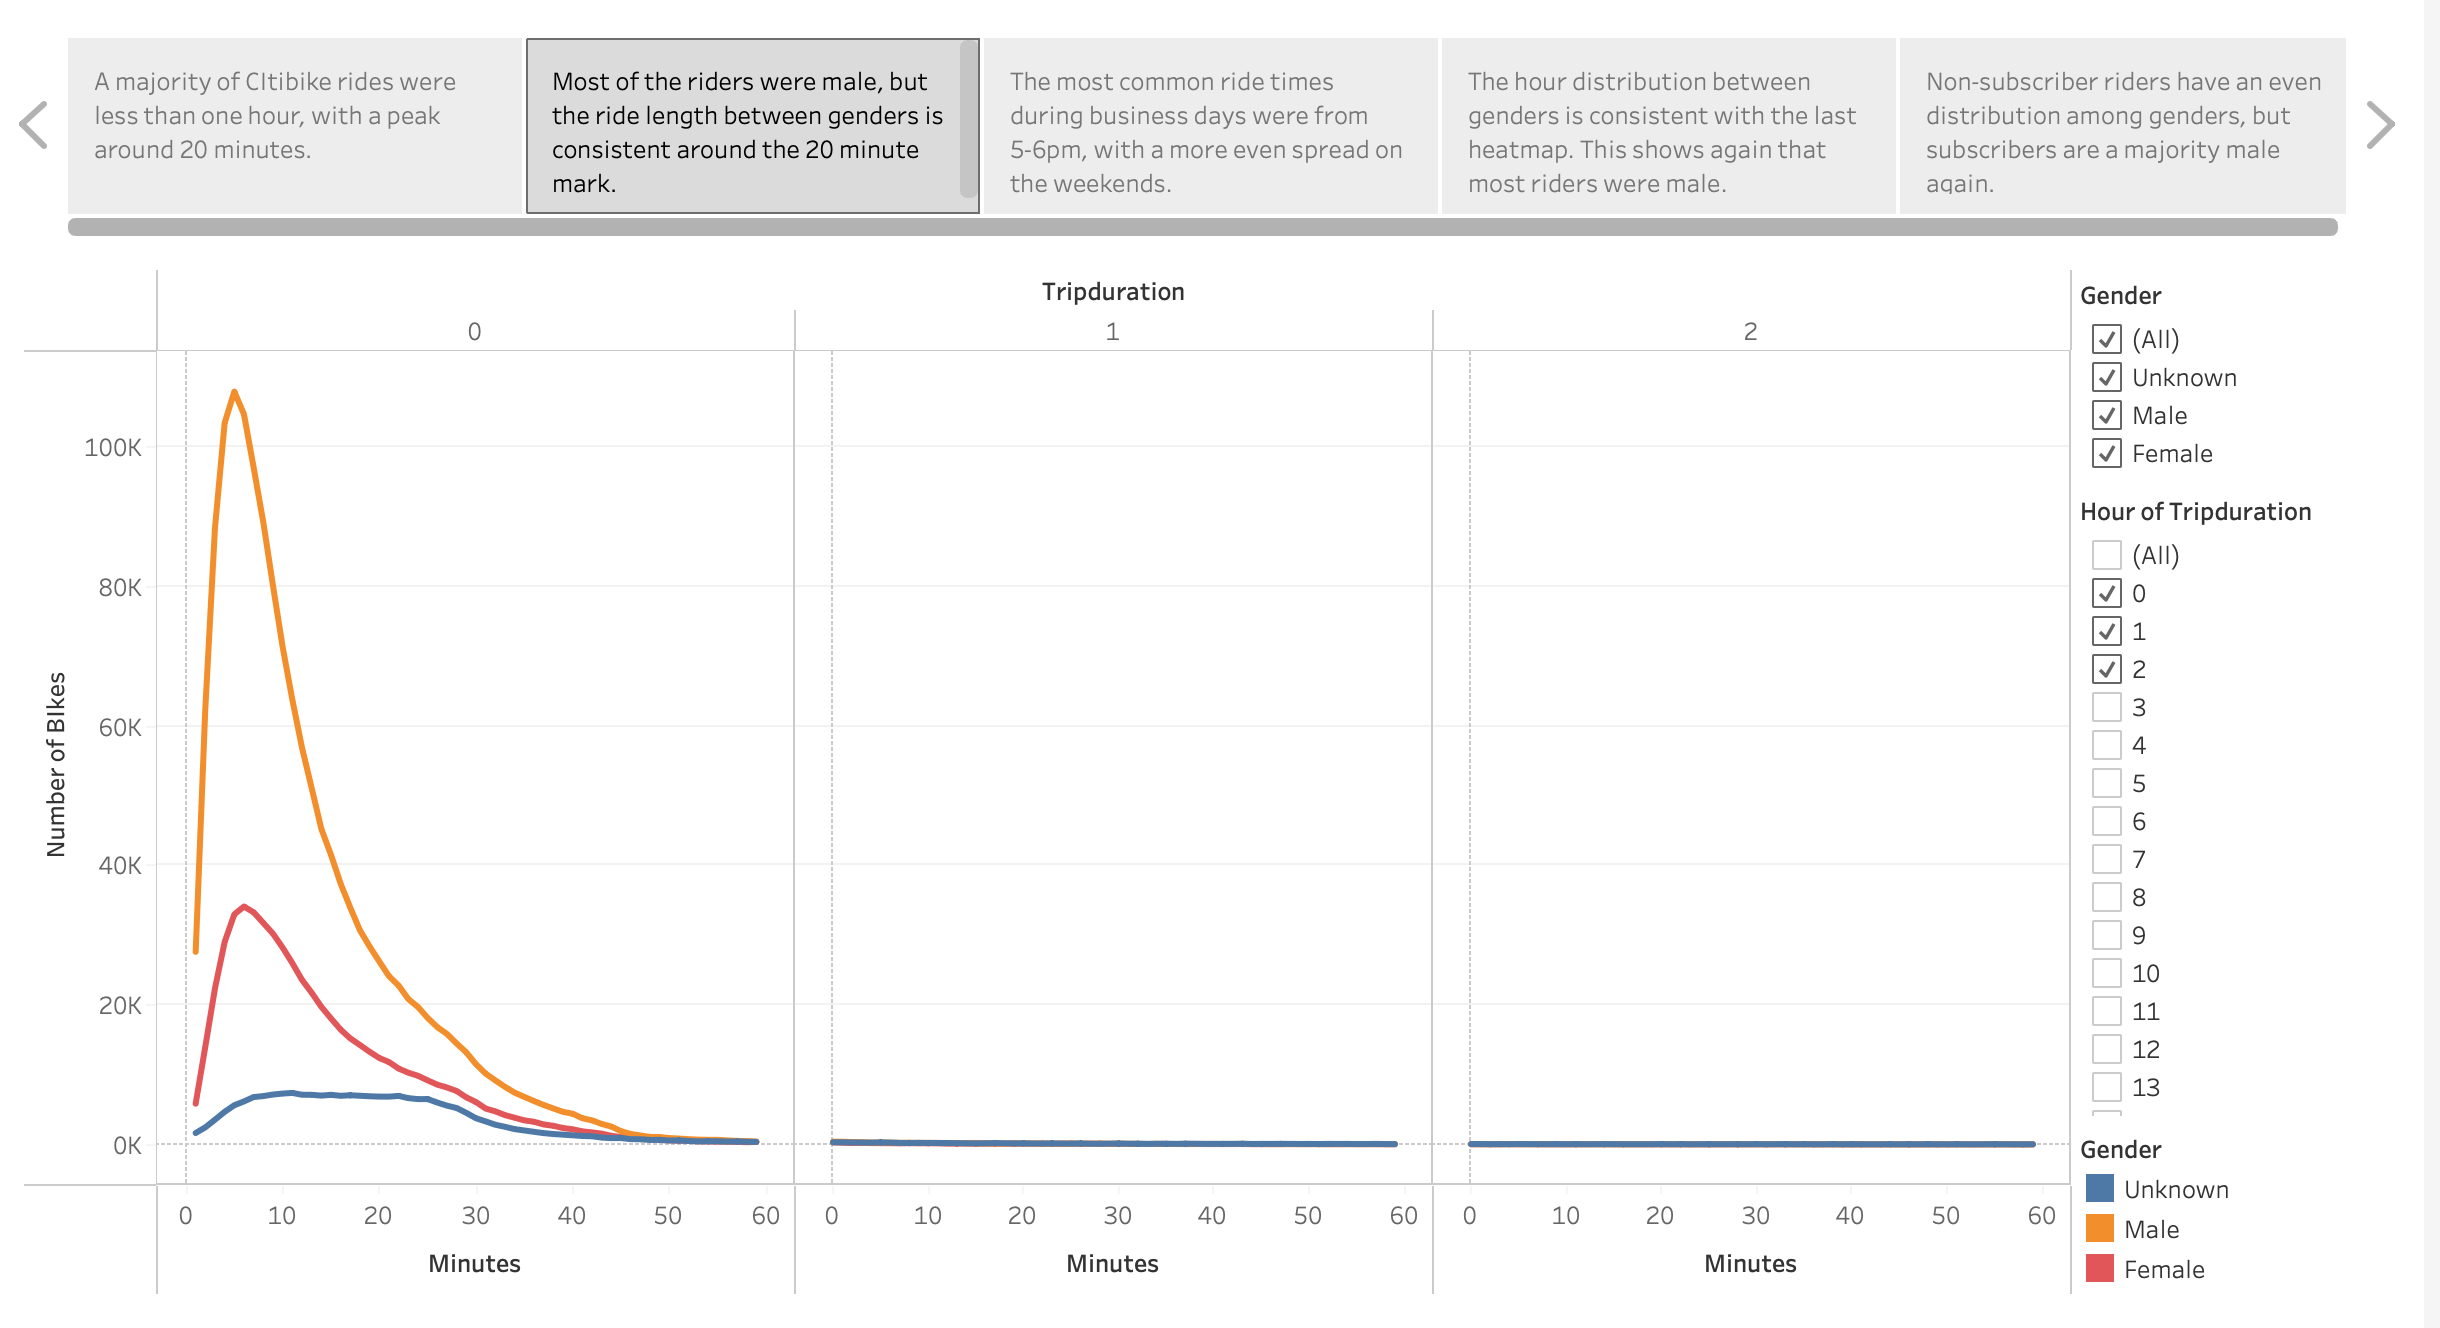 A majority of CItibike rides were
less than one hour, with a peak
around 20 minutes.
Most of the riders were male, but
the ride length between genders is
consistent around the 20 minute
mark.
The most common ride times
during business days were from
5-6pm, with a more even spread on
the weekends.
The hour distribution between
genders is consistent with the last
heatmap. This shows again that
most riders were male.
Non-subscriber riders have an even
distribution among genders, but
subscribers are a majority male
again.
Tripduration
0 1 2
Number of BIkes
100K
80K
60K
40K
20K
0K
0 10 20 30 40 50 60
0 10 20 30 40 50 60
0 10 20 30 40 50 60
Minutes
Minutes
Minutes
Gender
(All)
Unknown
Male
Female
Hour of Tripduration
(All)
0
1
2
3
4
5
6
7
8
9
10
11
12
13
Gender
Unknown
Male
Female